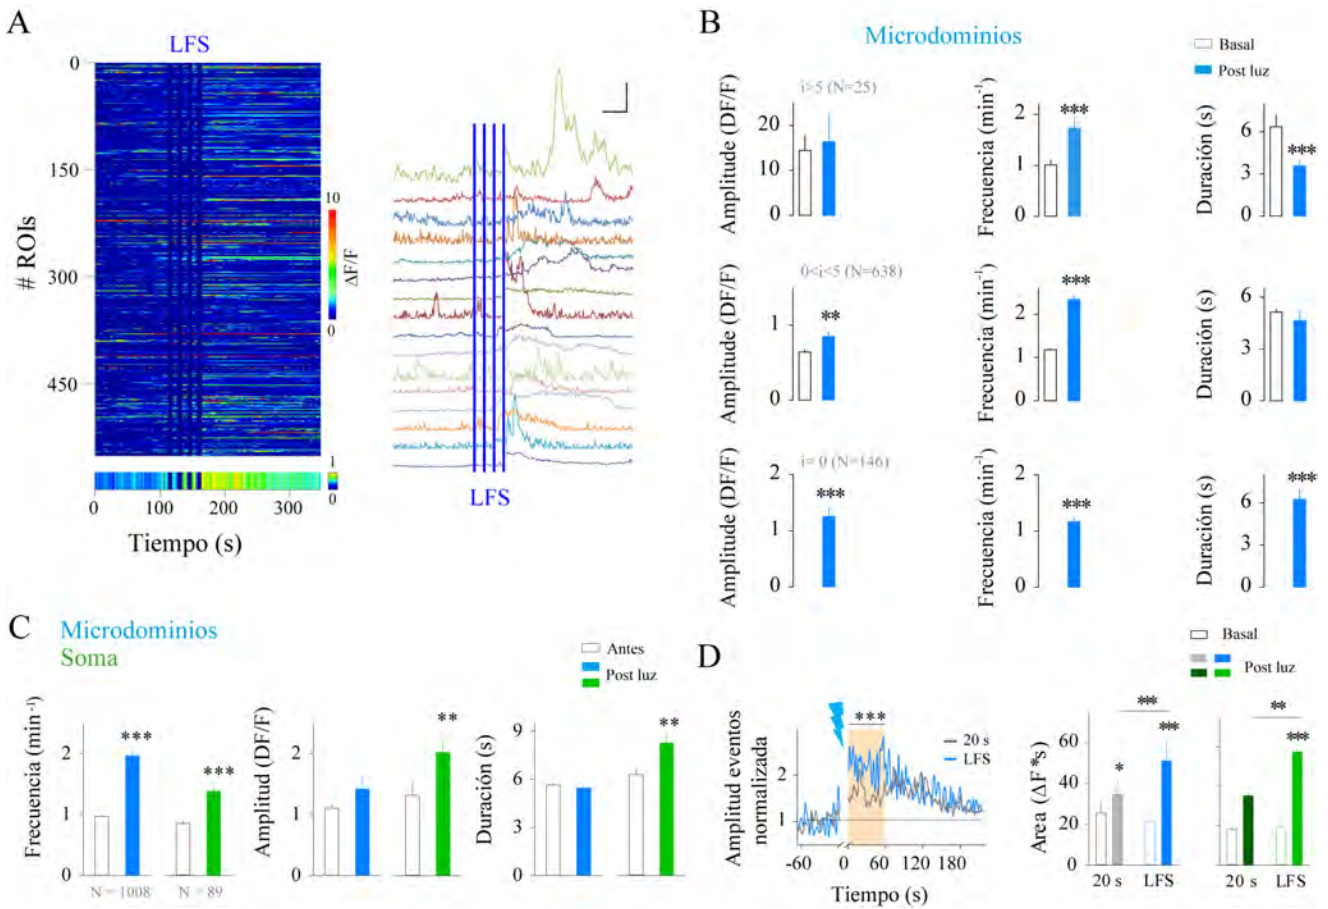 A
LFS
0
150
300
450
# ROIs
10
0
ΔF/F
1
0
0
100
200
300
Tiempo (s)
LFS
B
Microdominios
Basal
Post luz
i>5 (N=25)
Amplitude (DF/F)
20
10
0
Frecuencia (min-1)
2
1
0
***
Duración (s)
6
3
0
***
0<i<5 (N=638)
Amplitude (DF/F)
1
0
**
Frecuencia (min-1)
2
1
0
***
Duración (s)
6
3
0
i= 0 (N=146)
Amplitude (DF/F)
2
1
0
***
Frecuencia (min-1)
2
1
0
***
Duración (s)
6
3
0
***
C
Microdominios
Soma
Antes
Post luz
Frecuencia (min-1)
2
1
0
***
***
N = 1008
N = 89
Amplitud (DF/F)
2
1
0
**
Duración (s)
9
6
3
0
**
D
Basal
Post luz
Amplitud eventos
normalizada
2
1
***
20 s
LFS
-60
0
60
120
180
Tiempo (s)
Area (ΔF *s)
60
40
20
0
*
***
***
20 s
LFS
**
***
20 s
LFS